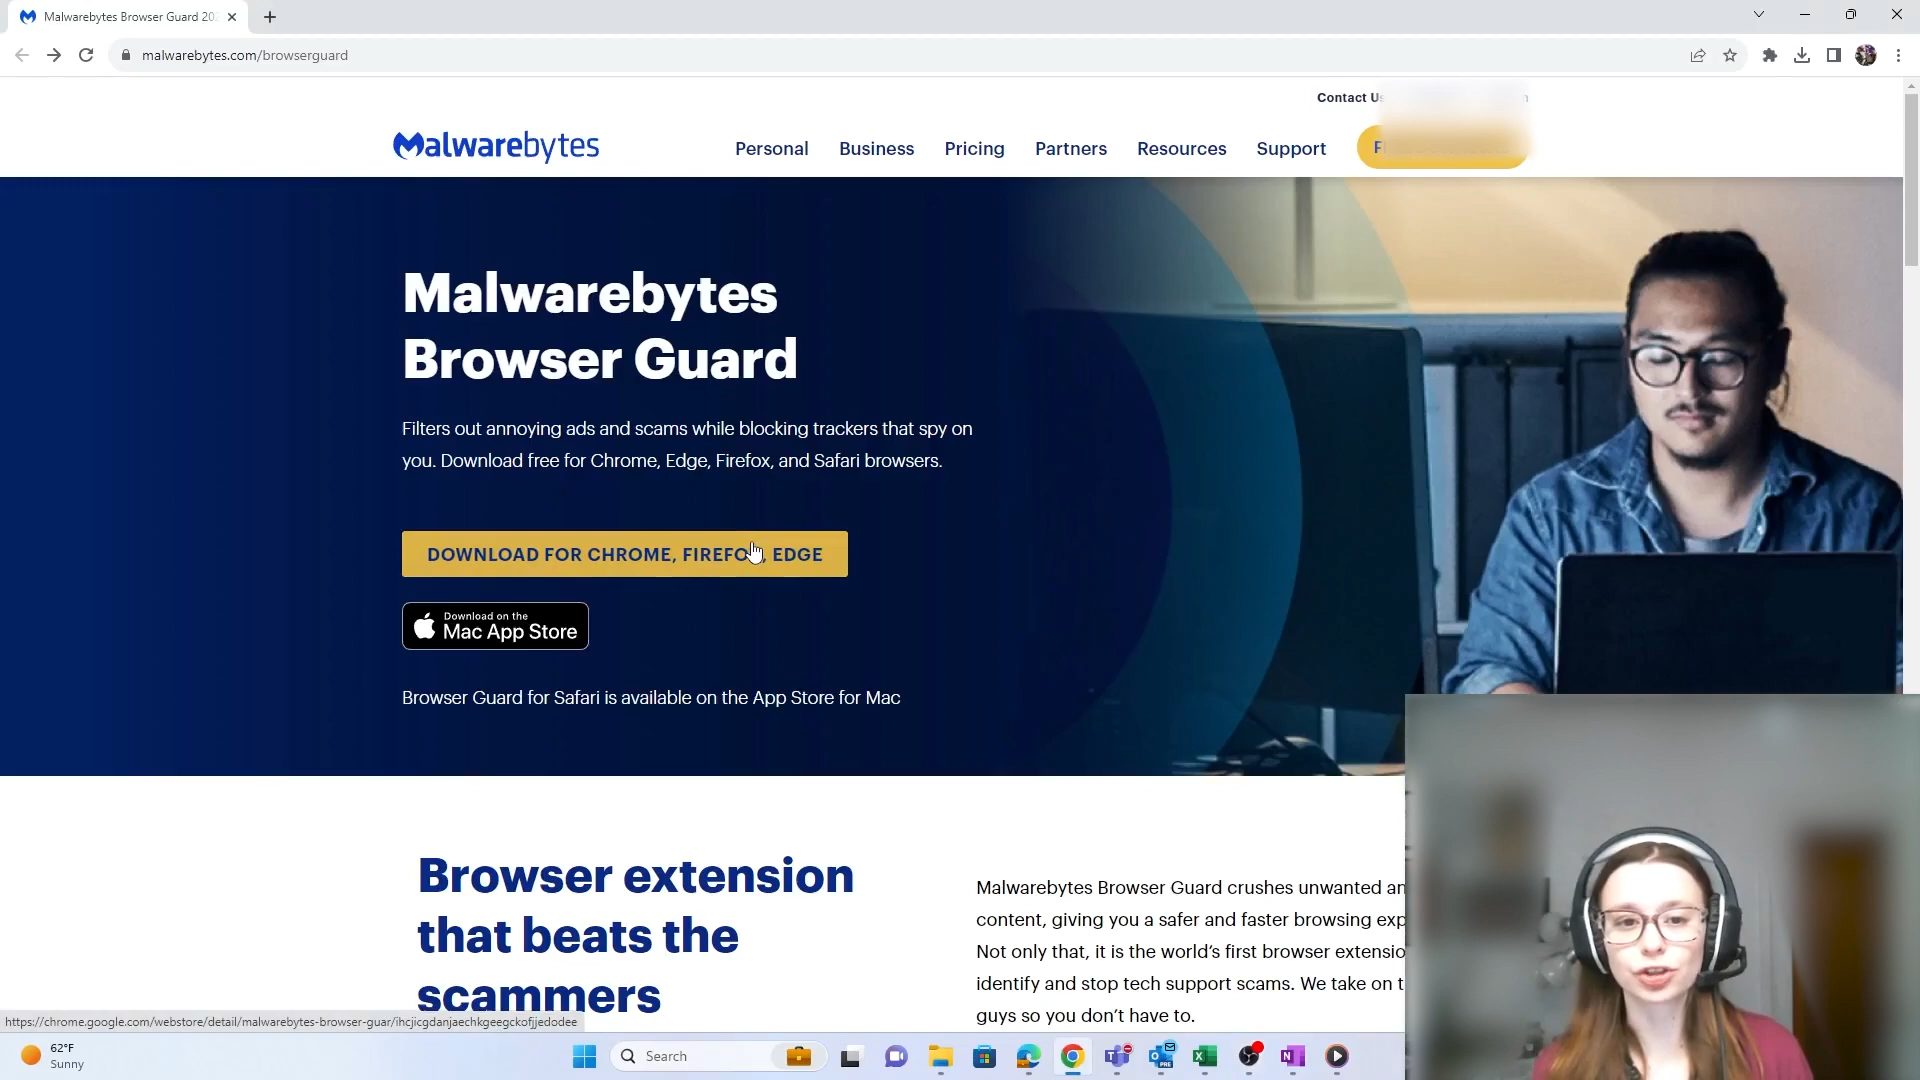 Malwarebytes Browser Guard 20
malwarebytes.com/browserguard
Contact Us
Malwarebytes
Personal
Business
Pricing
Partners
Resources
Support
Malwarebytes
Browser Guard
Filters out annoying ads and scams while blocking trackers that spy on
you. Download free for Chrome, Edge, Firefox, and Safari browsers.
DOWNLOAD FOR CHROME, FIREFOX, EDGE
Download on the
Mac App Store
Browser Guard for Safari is available on the App Store for Mac
Browser extension
that beats the
scammers
Malwarebytes Browser Guard crushes unwanted an
content, giving you a safer and faster browsing exp
Not only that, it is the world's first browser extensio
identify and stop tech support scams. We take on t
guys so you don't have to.
https://chrome.google.com/webstore/detail/malwarebytes-browser-guar/ihcjicgdanjaechkgeegckofjjedodee
62°F
Sunny
Search